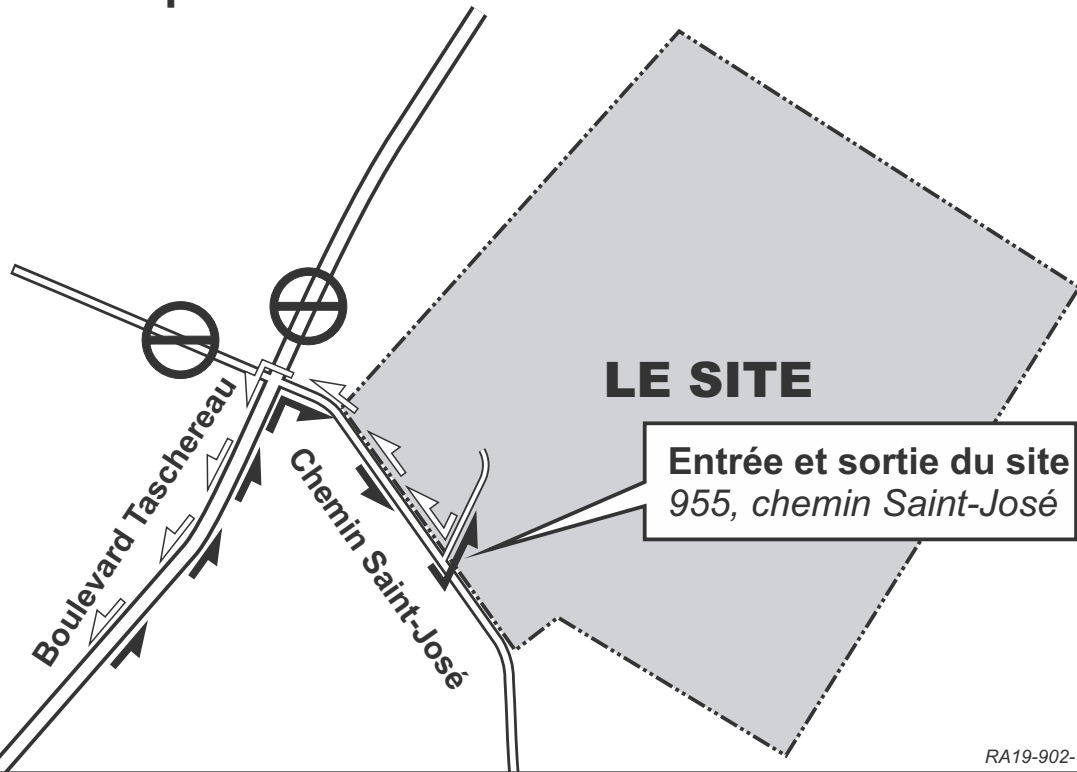 LE SITE
Entrée et sortie du site
955, chemin Saint-José
Boulevard Taschereau
Chemin Saint-José
RA19-902-